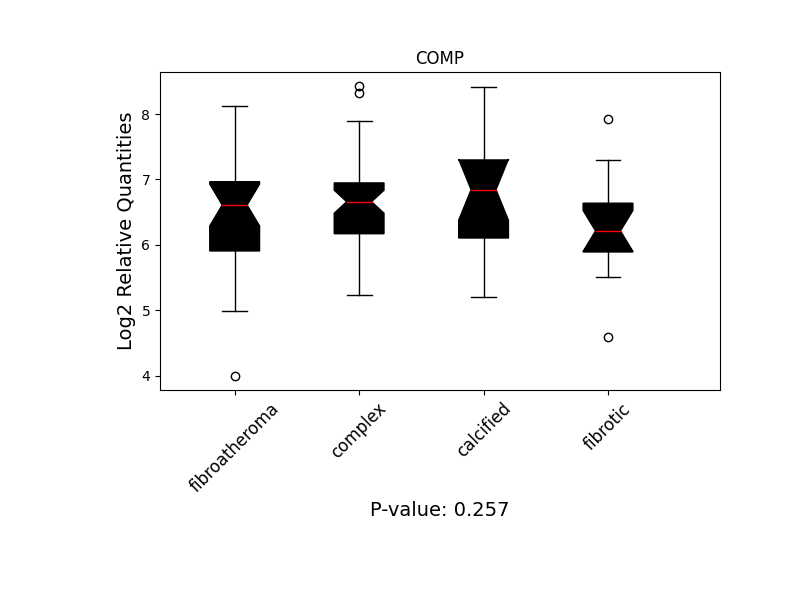 COMP
Log2 Relative Quantities
8
7
6
5
4
fibroatheroma
complex
calcified
fibrotic
P-value: 0.257